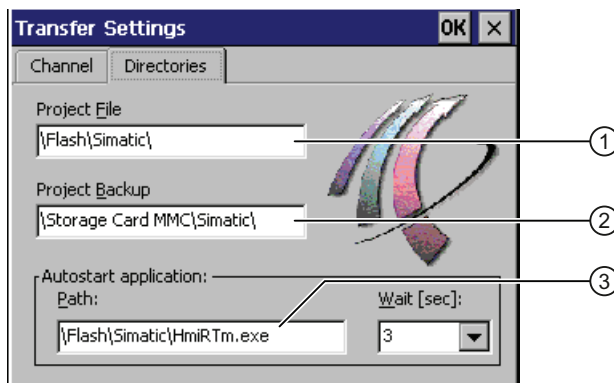 Transfer Settings OK ×
Channel Directories
Project File
\Flash\Simatic\
1
Project Backup
\Storage Card MMC\Simatic\
2
Autostart application:
3
Path: Wait [sec]:
\Flash\Simatic\HmiRTm.exe 3